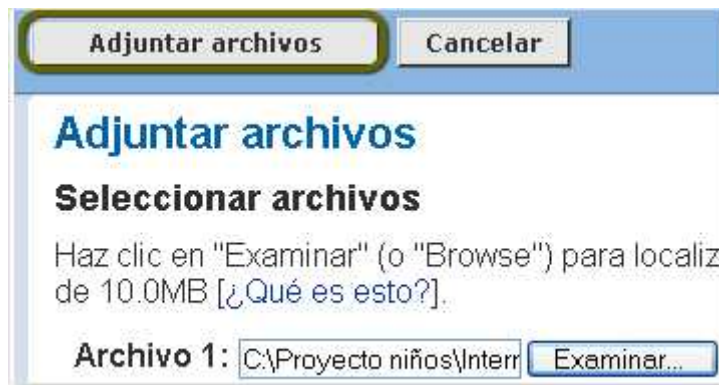 Adjuntar archivos Cancelar
Adjuntar archivos
Seleccionar archivos
Haz clic en "Examinar" (o "Browse") para localiz
de 10.0MB [¿Qué es esto?].
Archivo 1: C:\Proyecto niños\Interr Examinar...